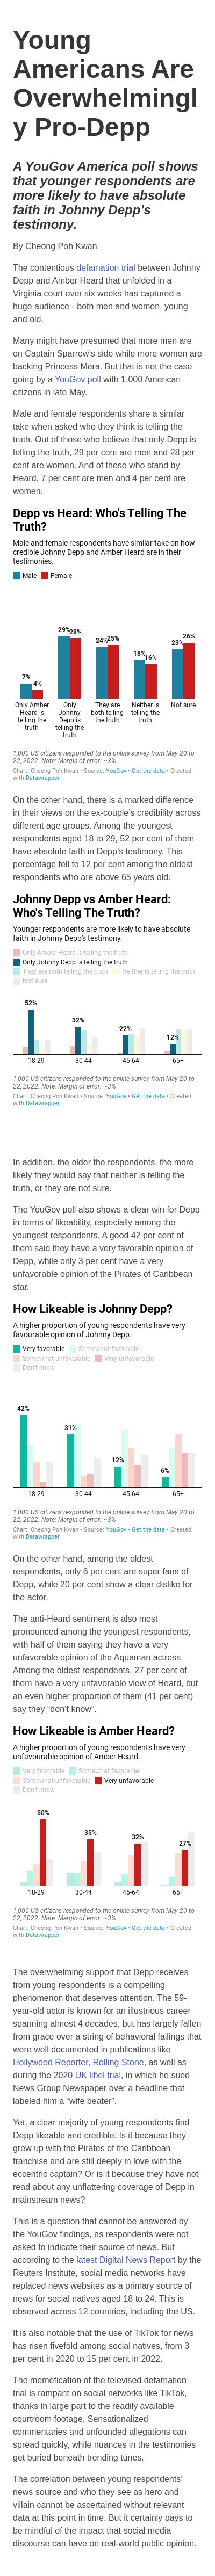 Young
Americans Are
Overwhelmingl
y Pro-Depp
A YouGov America poll shows
that younger respondents are
more likely to have absolute
faith in Johnny Depp’s
testimony.
By Cheong Poh Kwan
The contentious defamation trial between Johnny
Depp and Amber Heard that unfolded in a
Virginia court over six weeks has captured a
huge audience - both men and women, young
and old.
Many might have presumed that more men are
on Captain Sparrow’s side while more women are
backing Princess Mera. But that is not the case
going by a YouGov poll with 1,000 American
citizens in late May.
Male and female respondents share a similar
take when asked who they think is telling the
truth. Out of those who believe that only Depp is
telling the truth, 29 per cent are men and 28 per
cent are women. And of those who stand by
Heard, 7 per cent are men and 4 per cent are
women.
Depp vs Heard: Who's Telling The
Truth?
Male and female respondents have similar take on how
credible Johnny Depp and Amber Heard are in their
testimonies.
Male Female
7% 4% 29% 28% 24% 25% 18% 16% 23% 26%
Only Amber
Heard is
telling the
truth
Only
Johnny
Depp is
telling the
truth
They are
both telling
the truth
Neither is
telling the
truth
Not sure
1,000 US citizens responded to the online survey from May 20 to
22, 2022. Note: Margin of error: ~3%
Chart: Cheong Poh Kwan • Source: YouGov • Get the data • Created
with Datawrapper
On the other hand, there is a marked difference
in their views on the ex-couple’s credibility across
different age groups. Among the youngest
respondents aged 18 to 29, 52 per cent of them
have absolute faith in Depp’s testimony. This
percentage fell to 12 per cent among the oldest
respondents who are above 65 years old.
Johnny Depp vs Amber Heard:
Who's Telling The Truth?
Younger respondents are more likely to have absolute
faith in Johnny Depp's testimony.
Only Amber Heard is telling the truth
Only Johnny Depp is telling the truth
They are both telling the truth Neither is telling the truth
Not sure
52% 32% 22% 12%
18-29 30-44 45-64 65+
1,000 US citizens responded to the online survey from May 20 to
22, 2022. Note: Margin of error: ~3%
Chart: Cheong Poh Kwan • Source: YouGov • Get the data • Created
with Datawrapper
In addition, the older the respondents, the more
likely they would say that neither is telling the
truth, or they are not sure.
The YouGov poll also shows a clear win for Depp
in terms of likeability, especially among the
youngest respondents. A good 42 per cent of
them said they have a very favorable opinion of
Depp, while only 3 per cent have a very
unfavorable opinion of the Pirates of Caribbean
star.
How Likeable is Johnny Depp?
A higher proportion of young respondents have very
favourable opinion of Johnny Depp.
Very favorable Somewhat favorable
Somewhat unfavorable Very unfavorable
Don't know
42% 31% 12% 6%
18-29 30-44 45-64 65+
1,000 US citizens responded to the online survey from May 20 to
22, 2022. Note: Margin of error: ~3%
Chart: Cheong Poh Kwan • Source: YouGov • Get the data • Created
with Datawrapper
On the other hand, among the oldest
respondents, only 6 per cent are super fans of
Depp, while 20 per cent show a clear dislike for
the actor.
The anti-Heard sentiment is also most
pronounced among the youngest respondents,
with half of them saying they have a very
unfavorable opinion of the Aquaman actress.
Among the oldest respondents, 27 per cent of
them have a very unfavorable view of Heard, but
an even higher proportion of them (41 per cent)
say they “don’t know”.
How Likeable is Amber Heard?
A higher proportion of young respondents have very
unfavourable opinion of Amber Heard.
Very favorable Somewhat favorable
Somewhat unfavorable Very unfavorable
Don't know
50% 35% 32% 27%
18-29 30-44 45-64 65+
1,000 US citizens responded to the online survey from May 20 to
22, 2022. Note: Margin of error: ~3%
Chart: Cheong Poh Kwan • Source: YouGov • Get the data • Created
with Datawrapper
The overwhelming support that Depp receives
from young respondents is a compelling
phenomenon that deserves attention. The 59-
year-old actor is known for an illustrious career
spanning almost 4 decades, but has largely fallen
from grace over a string of behavioral failings that
were well documented in publications like
Hollywood Reporter, Rolling Stone, as well as
during the 2020 UK libel trial, in which he sued
News Group Newspaper over a headline that
labeled him a “wife beater”.
Yet, a clear majority of young respondents find
Depp likeable and credible. Is it because they
grew up with the Pirates of the Caribbean
franchise and are still deeply in love with the
eccentric captain? Or is it because they have not
read about any unflattering coverage of Depp in
mainstream news?
This is a question that cannot be answered by
the YouGov findings, as respondents were not
asked to indicate their source of news. But
according to the latest Digital News Report by the
Reuters Institute, social media networks have
replaced news websites as a primary source of
news for social natives aged 18 to 24. This is
observed across 12 countries, including the US.
It is also notable that the use of TikTok for news
has risen fivefold among social natives, from 3
per cent in 2020 to 15 per cent in 2022.
The memefication of the televised defamation
trial is rampant on social networks like TikTok,
thanks in large part to the readily available
courtroom footage. Sensationalized
commentaries and unfounded allegations can
spread quickly, while nuances in the testimonies
get buried beneath trending tunes.
The correlation between young respondents’
news source and who they see as hero and
villain cannot be ascertained without relevant
data at this point in time. But it certainly pays to
be mindful of the impact that social media
discourse can have on real-world public opinion.